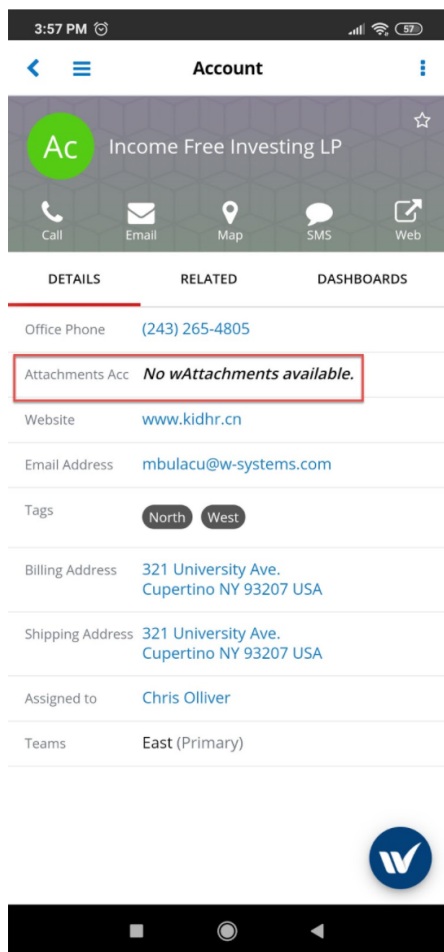 3:57 PM
57
Account
Ac
Income Free Investing LP
Call
Email
Map
SMS
Web
DETAILS
RELATED
DASHBOARDS
Office Phone
(243) 265-4805
Attachments Acc
No wAttachments available.
Website
www.kidhr.cn
Email Address
mbulacu@w-systems.com
Tags
North
West
Billing Address
321 University Ave.
Cupertino NY 93207 USA
Shipping Address
321 University Ave.
Cupertino NY 93207 USA
Assigned to
Chris Olliver
Teams
East (Primary)